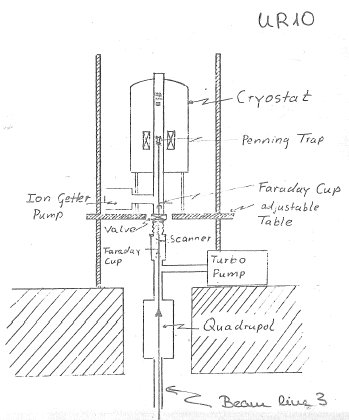 UR10
Cryostat
Penning Trap
Ion Getter
Pump
Faraday Cup
adjustable
Table
Valve
Scanner
Faraday
Cup
Turbo
Pump
Quadrupol
Beam line 3